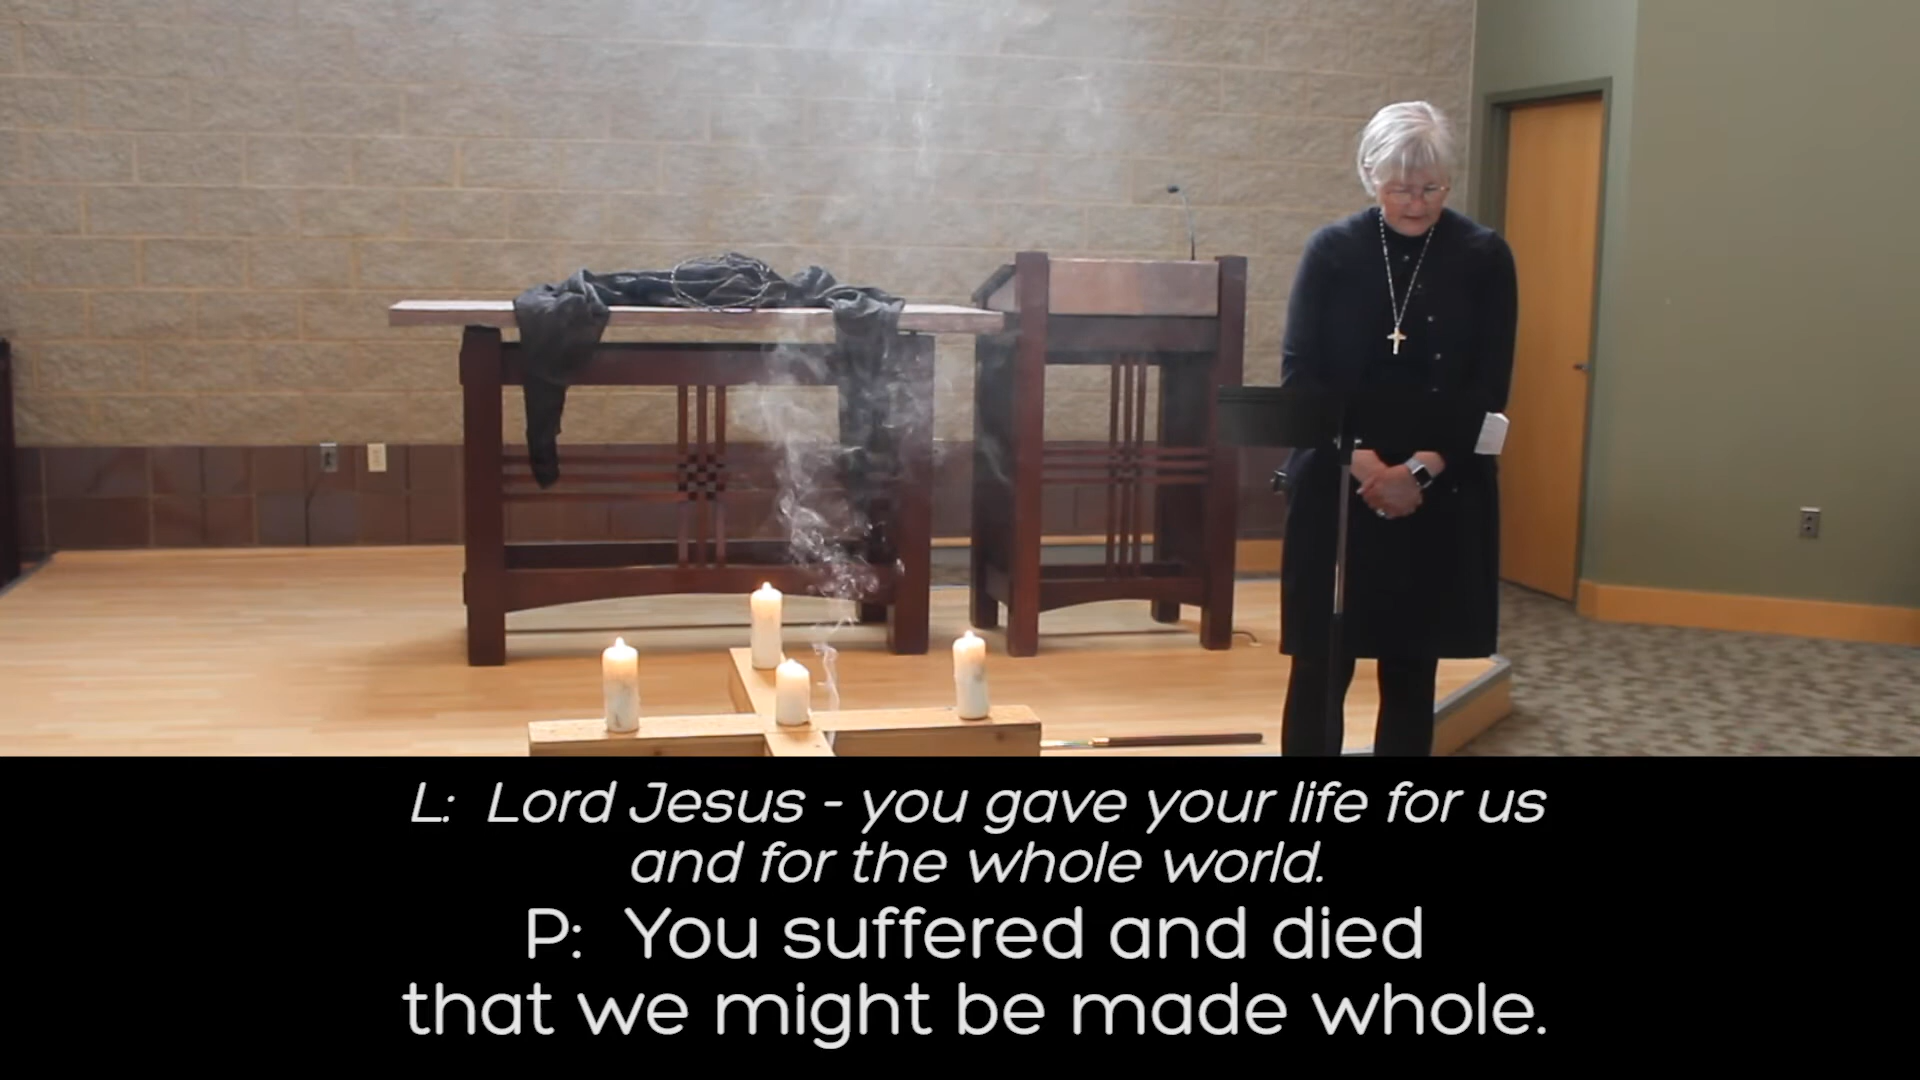 L: Lord Jesus - you gave your life for us
and for the whole world.
P: You suffered and died
that we might be made whole.